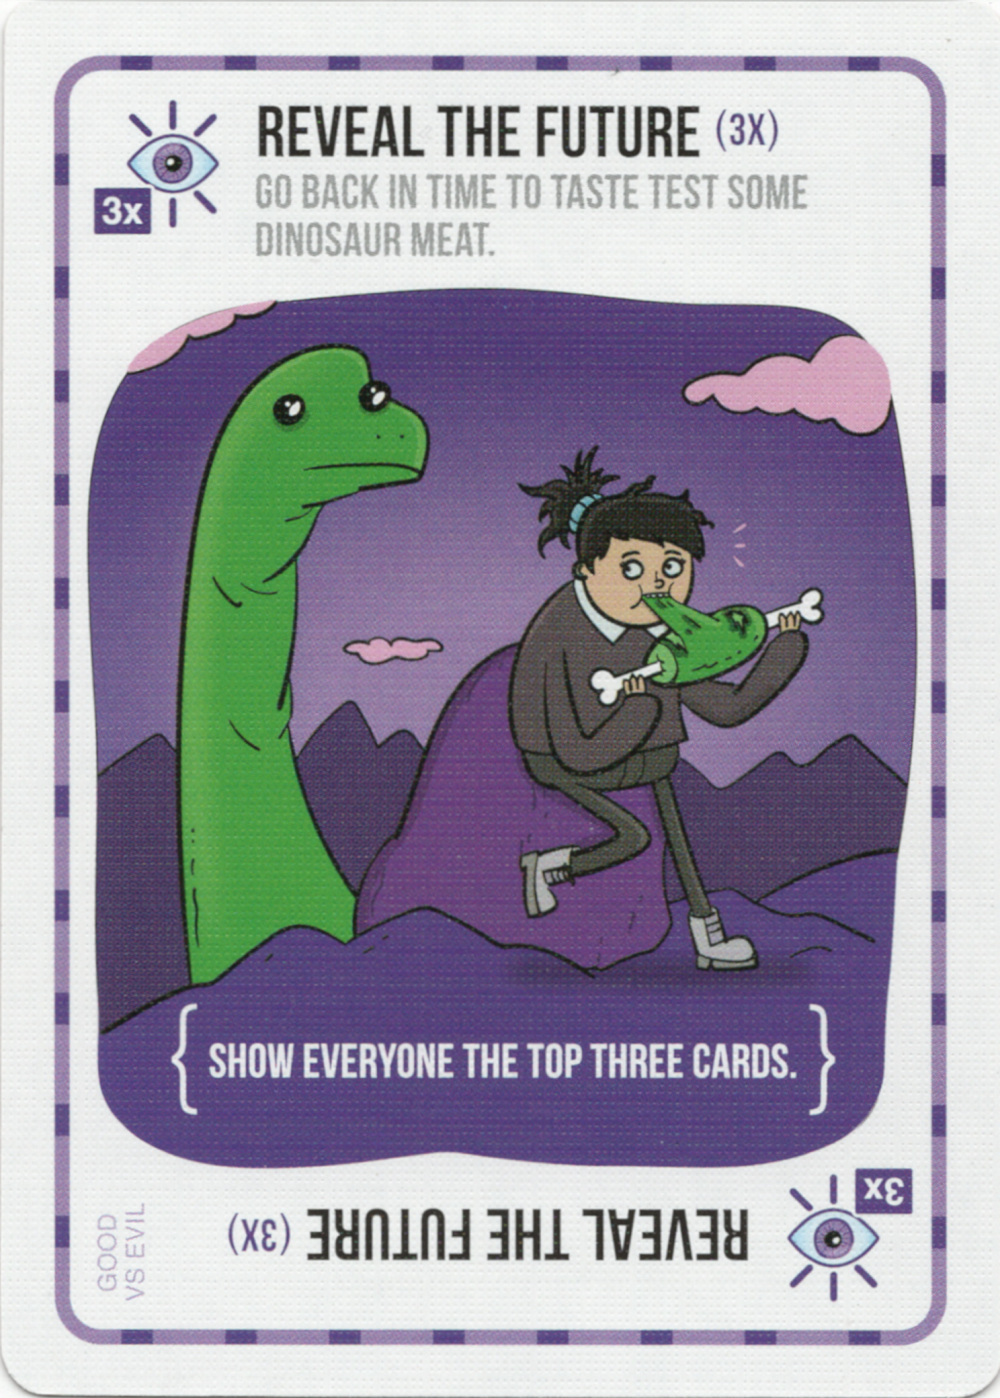 REVEAL THE FUTURE (3X)
3x
GO BACK IN TIME TO TASTE TEST SOME
DINOSAUR MEAT.
{ SHOW EVERYONE THE TOP THREE CARDS. }
3x
REVEAL THE FUTURE (3X)
GOOD
VS EVIL